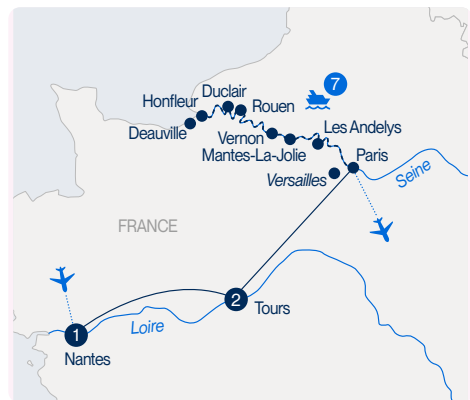 7
Duclair
Honfleur
Rouen
Deauville
Vernon
Les Andelys
Mantes-La-Jolie
Paris
Versailles
Seine
FRANCE
2
Tours
Loire
1
Nantes